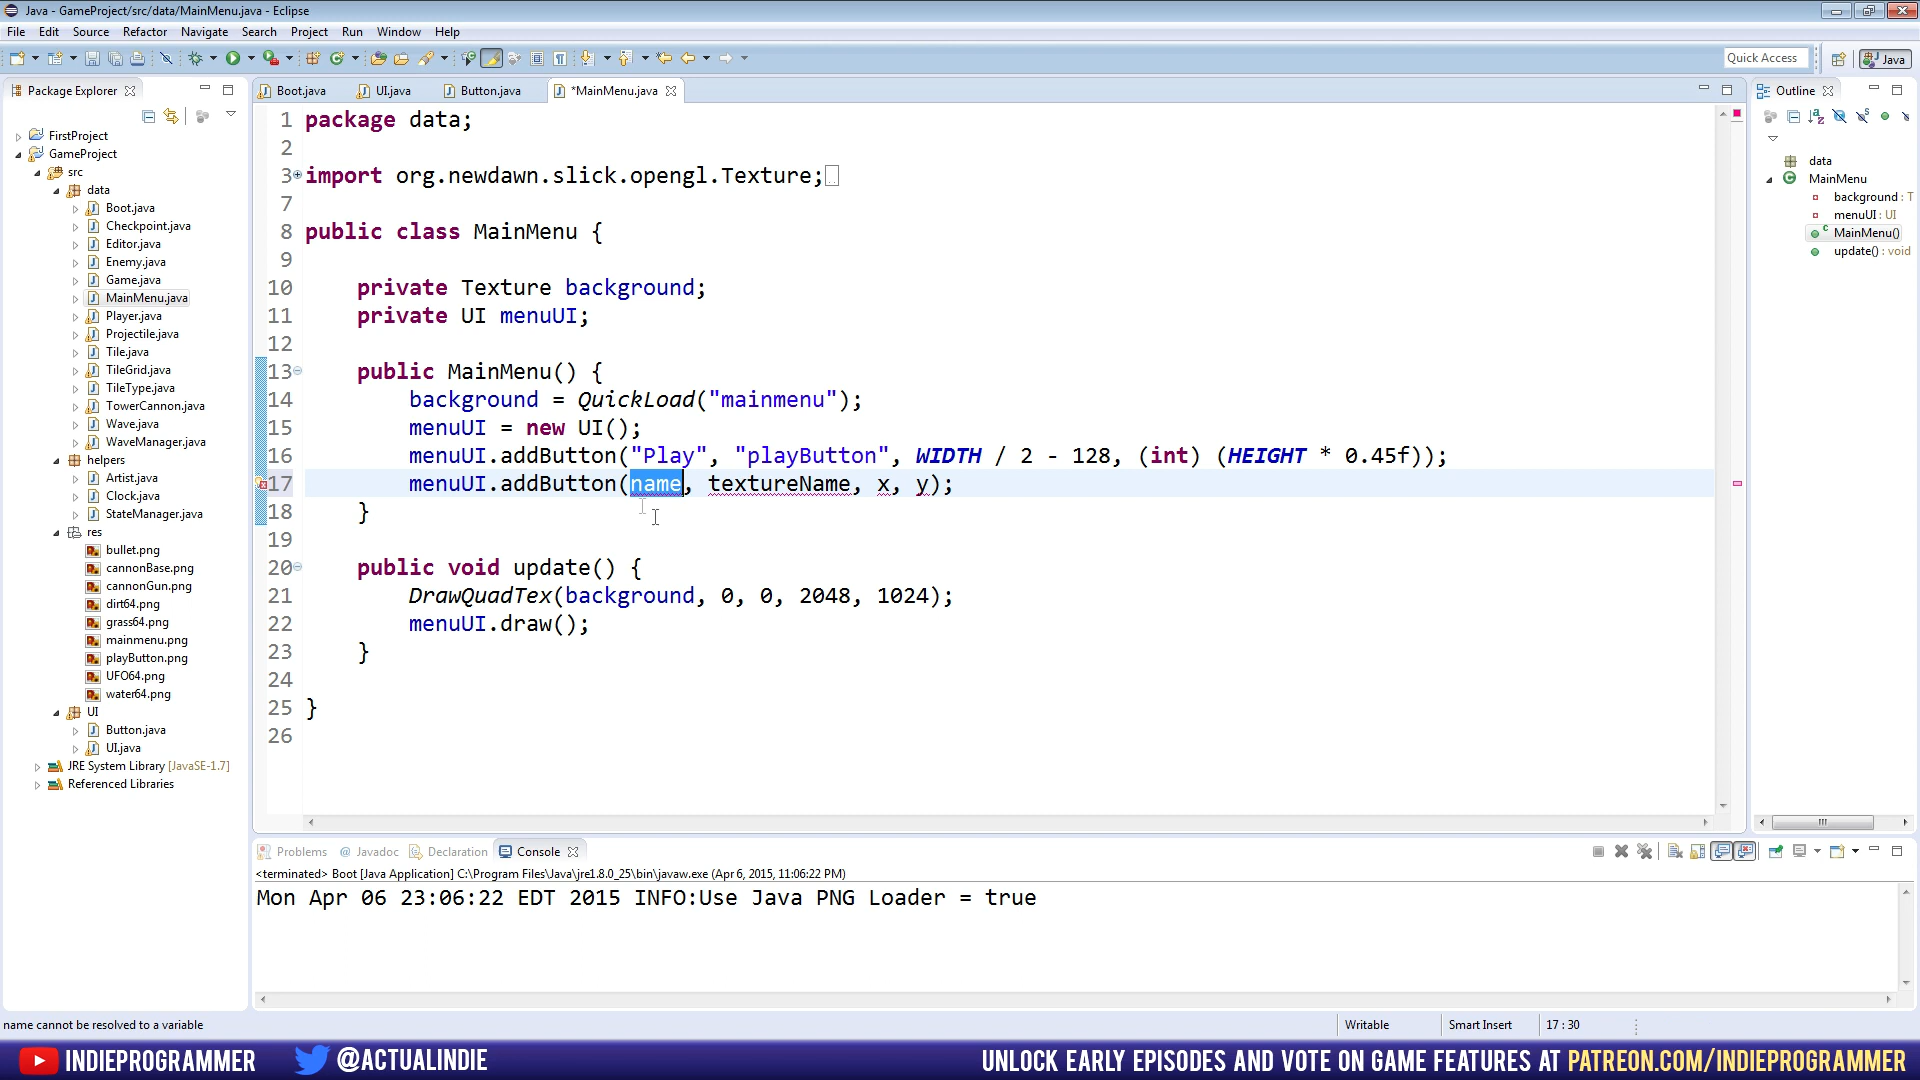 Java - GameProject/src/data/MainMenu.java - Eclipse
File Edit Source Refactor Navigate Search Project Run Window Help
Quick Access
Java
Package Explorer
FirstProject
GameProject
src
data
Boot.java
Checkpoint.java
Editor.java
Enemy.java
Game.java
MainMenu.java
Player.java
Projectile.java
Tile.java
TileGrid.java
TileType.java
TowerCannon.java
Wave.java
WaveManager.java
helpers
Artist.java
Clock.java
StateManager.java
res
bullet.png
cannonBase.png
cannonGun.png
dirt64.png
grass64.png
mainmenu.png
playButton.png
UFO64.png
water64.png
UI
Button.java
UI.java
JRE System Library [JavaSE-1.7]
Referenced Libraries
Boot.java UI.java Button.java *MainMenu.java
1 package data;
2
3 import org.newdawn.slick.opengl.Texture;
7
8 public class MainMenu {
9
10 private Texture background;
11 private UI menuUI;
12
13 public MainMenu() {
14 background = QuickLoad("mainmenu");
15 menuUI = new UI();
16 menuUI.addButton("Play", "playButton", WIDTH / 2 - 128, (int) (HEIGHT * 0.45f));
17 menuUI.addButton(name, textureName, x, y);
18 }
19
20 public void update() {
21 DrawQuadTex(background, 0, 0, 2048, 1024);
22 menuUI.draw();
23 }
24
25 }
26
Outline
data
MainMenu
background : T
menuUI : UI
MainMenu()
update() : void
Problems @ Javadoc Declaration Console
<terminated> Boot [Java Application] C:\Program Files\Java\jre1.8.0_25\bin\javaw.exe (Apr 6, 2015, 11:06:22 PM)
Mon Apr 06 23:06:22 EDT 2015 INFO:Use Java PNG Loader = true
name cannot be resolved to a variable
Writable Smart Insert 17 : 30
INDIEPROGRAMMER @ACTUALINDIE UNLOCK EARLY EPISODES AND VOTE ON GAME FEATURES AT PATREON.COM/INDIEPROGRAMMER